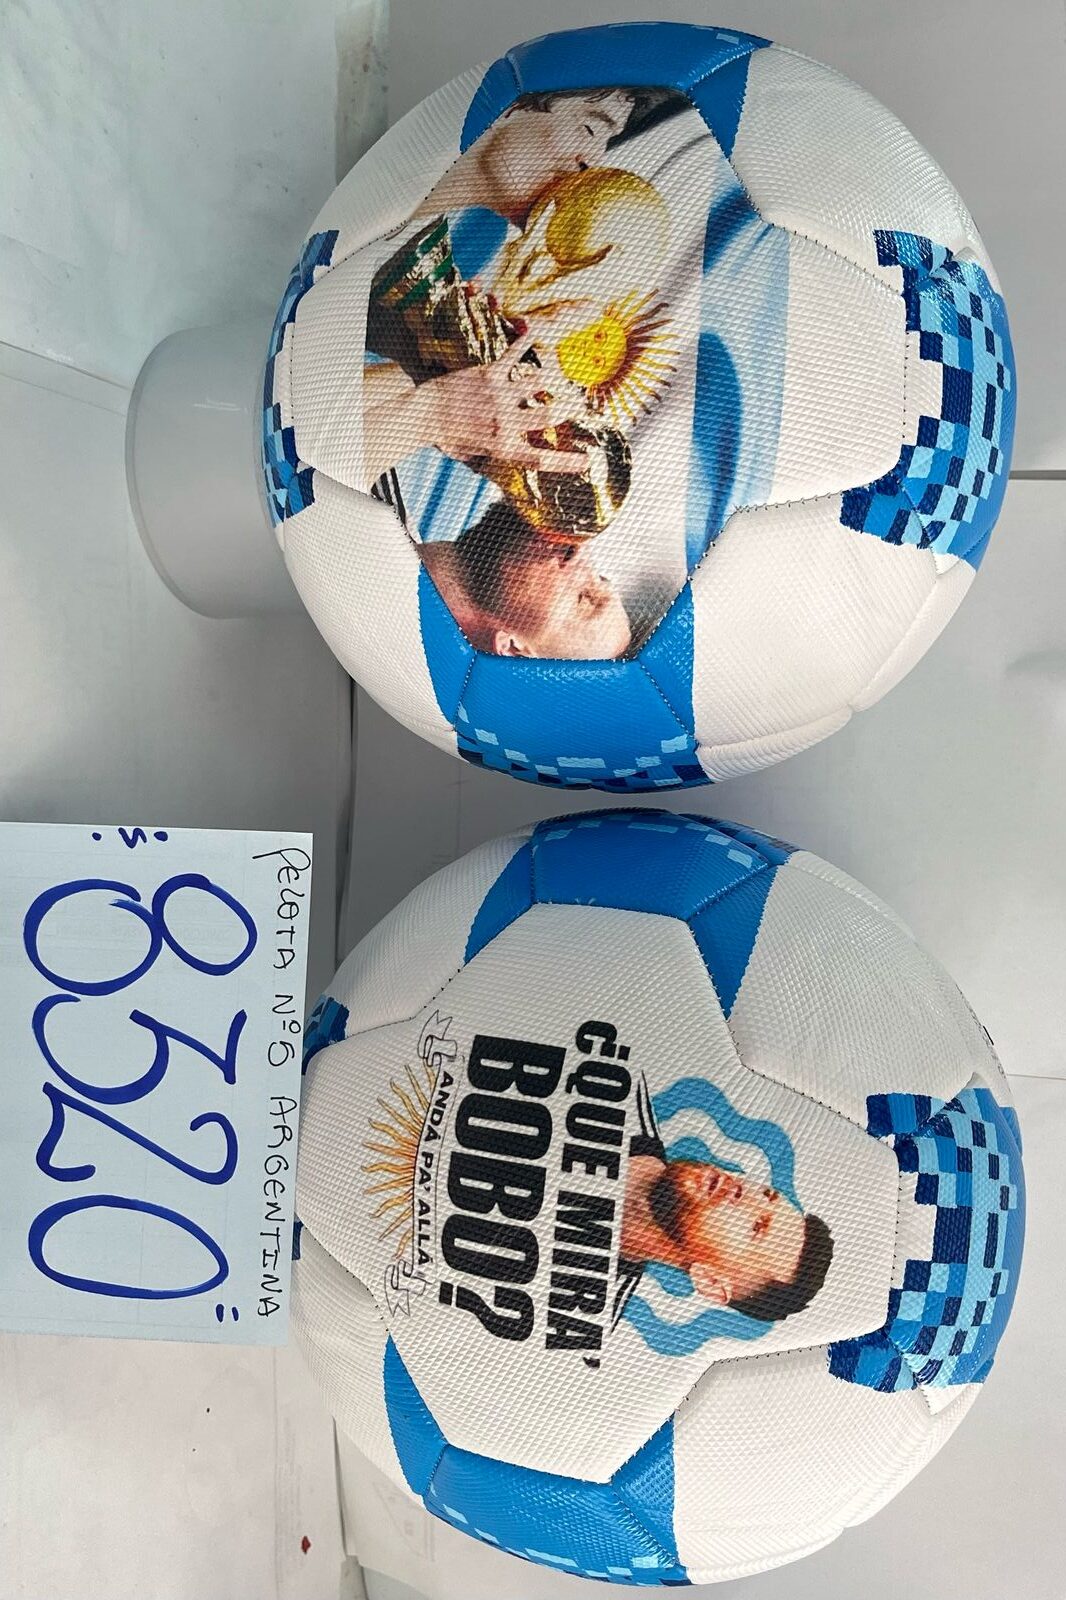 ¿QUE MIRA'
BOBO?
ANDÁ PA' ALLÁ
PELOTA Nº5 ARGENTINA
"8320"